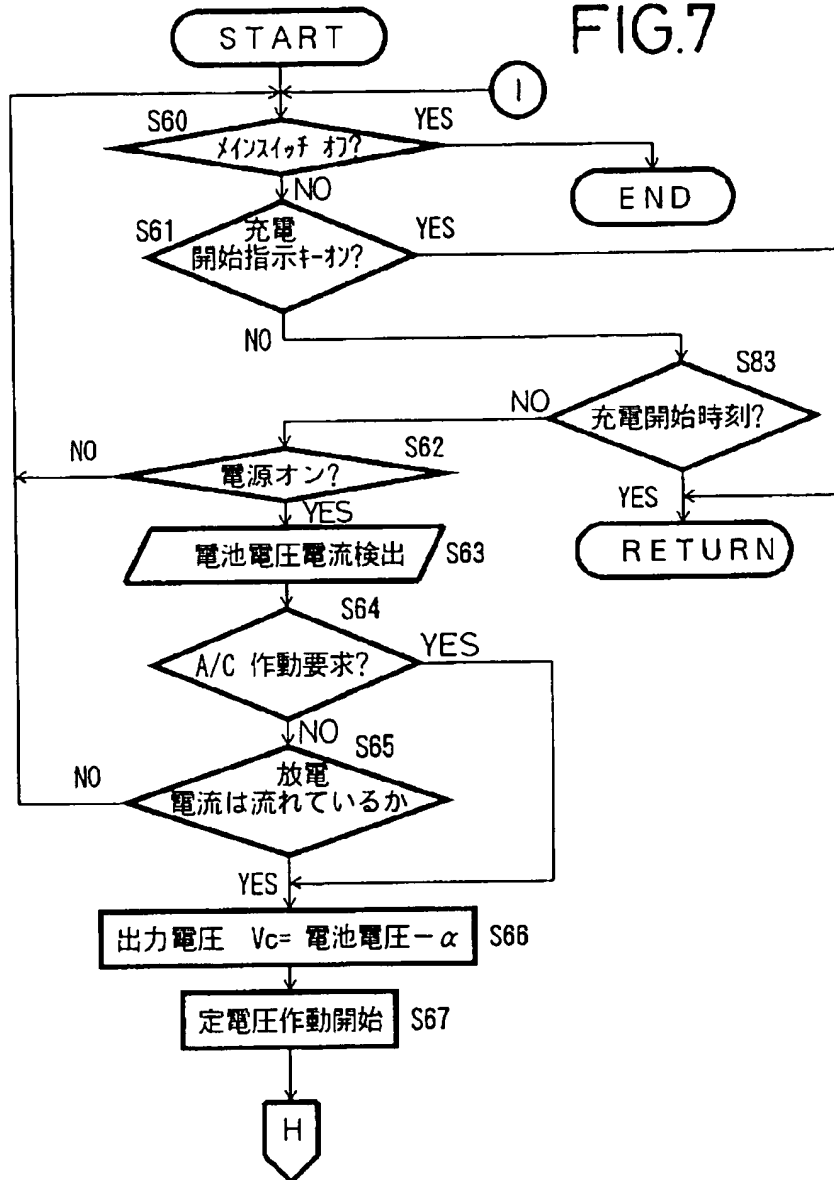 FIG.7
START
1
S60
メインスイッチ オフ?
YES
NO
END
S61
充電
開始指示キーオン?
YES
NO
S83
充電開始時刻?
NO
YES
RETURN
S62
電源オン?
NO
YES
電池電圧電流検出
S63
S64
A/C 作動要求?
YES
NO
S65
放電
電流は流れているか
NO
YES
出力電圧 Vc= 電池電圧-α
S66
定電圧作動開始
S67
H